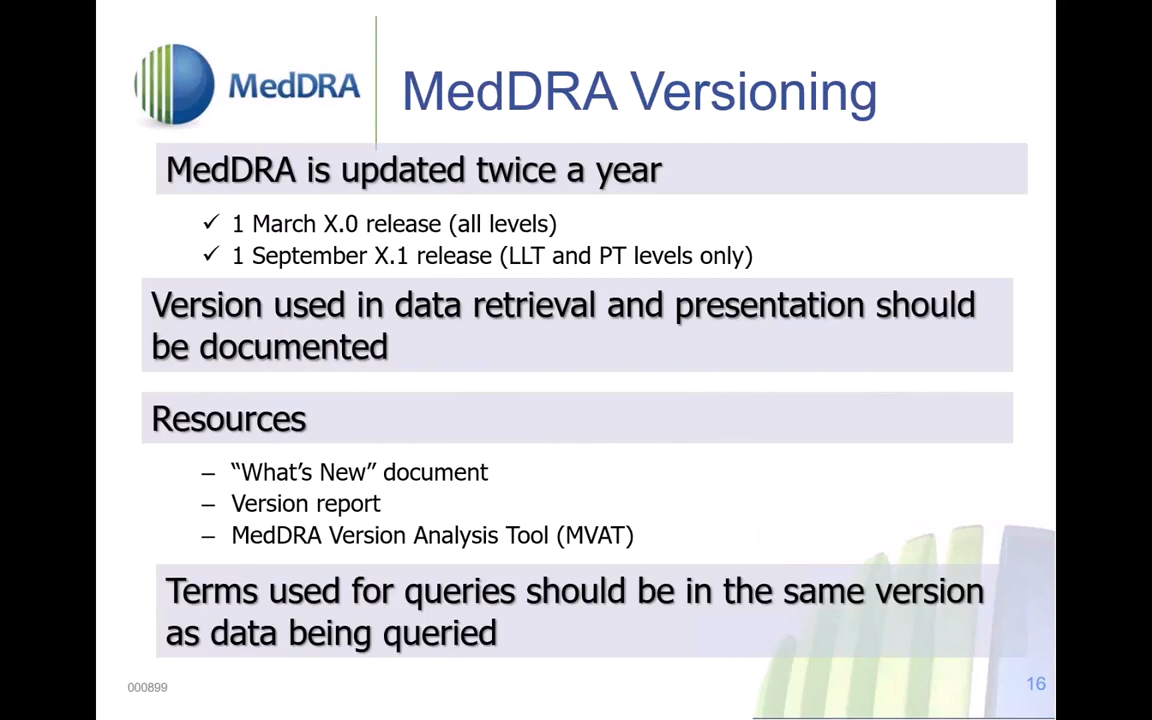 MedDRA
MedDRA Versioning
MedDRA is updated twice a year
✓ 1 March X.0 release (all levels)
✓ 1 September X.1 release (LLT and PT levels only)
Version used in data retrieval and presentation should
be documented
Resources
– “What’s New” document
– Version report
– MedDRA Version Analysis Tool (MVAT)
Terms used for queries should be in the same version
as data being queried
000899
16